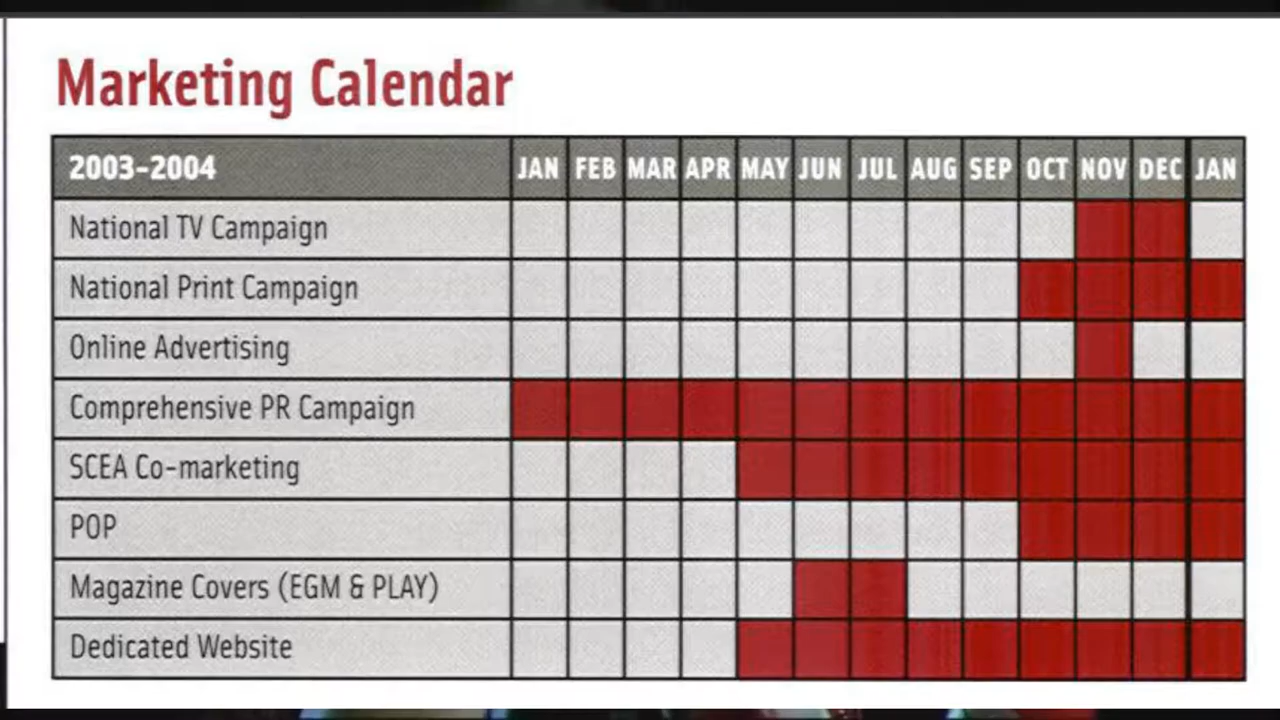 Marketing Calendar
2003-2004 JAN FEB MAR APR MAY JUN JUL AUG SEP OCT NOV DEC JAN
National TV Campaign
National Print Campaign
Online Advertising
Comprehensive PR Campaign
SCEA Co-marketing
POP
Magazine Covers (EGM & PLAY)
Dedicated Website